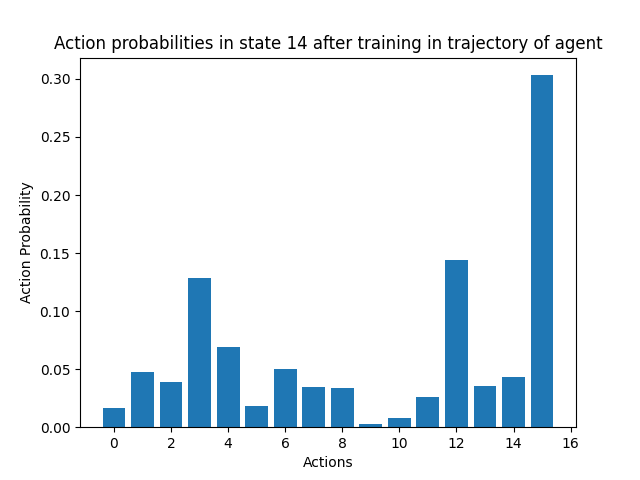 Action probabilities in state 14 after training in trajectory of agent
0.30
0.25
0.20
0.15
0.10
0.05
0.00
Action Probability
0 2 4 6 8 10 12 14 16
Actions